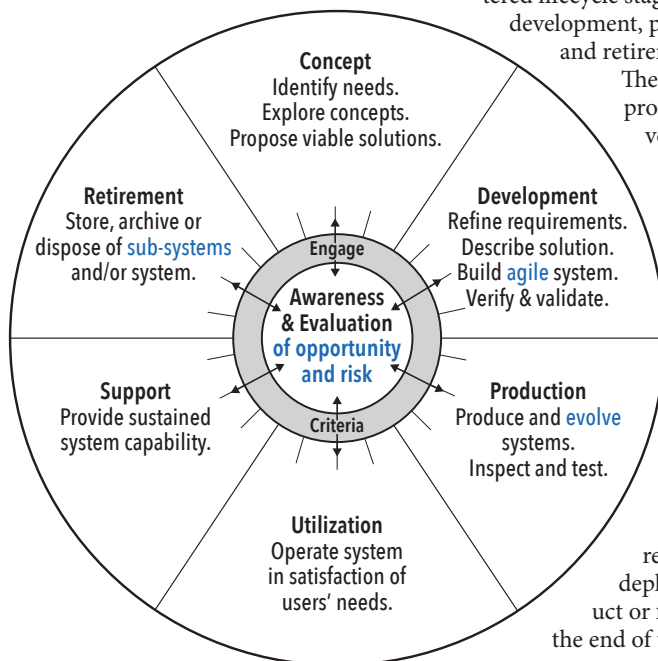 lifecycle stag
development, p
and retirem
The
pro
Concept
Identify needs.
Explore concepts.
Propose viable solutions.
Retirement
Store, archive or
dispose of sub-systems
and/or system.
Development
Refine requirements.
Describe solution.
Build agile system.
Verify & validate.
Engage
Awareness
& Evaluation
of opportunity
and risk
Criteria
Support
Provide sustained
system capability.
Production
Produce and evolve
systems.
Inspect and test.
Utilization
Operate system
in satisfaction of
users‘ needs.
re
depl
uct or
the end of